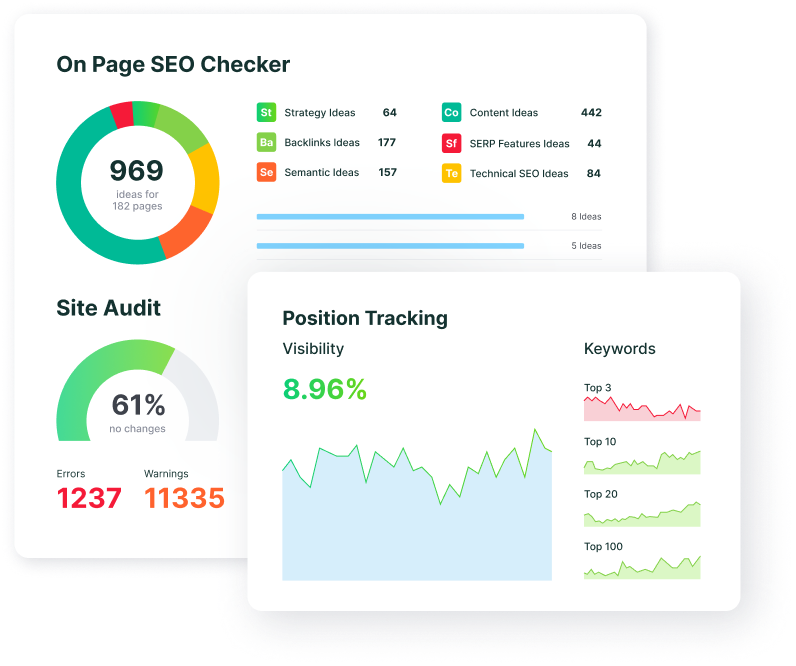 On Page SEO Checker
969
ideas for
182 pages
St Strategy Ideas 64
Co Content Ideas 442
Ba Backlinks Ideas 177
Sf SERP Features Ideas 44
Se Semantic Ideas 157
Te Technical SEO Ideas 84
8 Ideas
5 Ideas
Site Audit
61%
no changes
Errors
1237
Warnings
11335
Position Tracking
Visibility
8.96%
Keywords
Top 3
Top 10
Top 20
Top 100